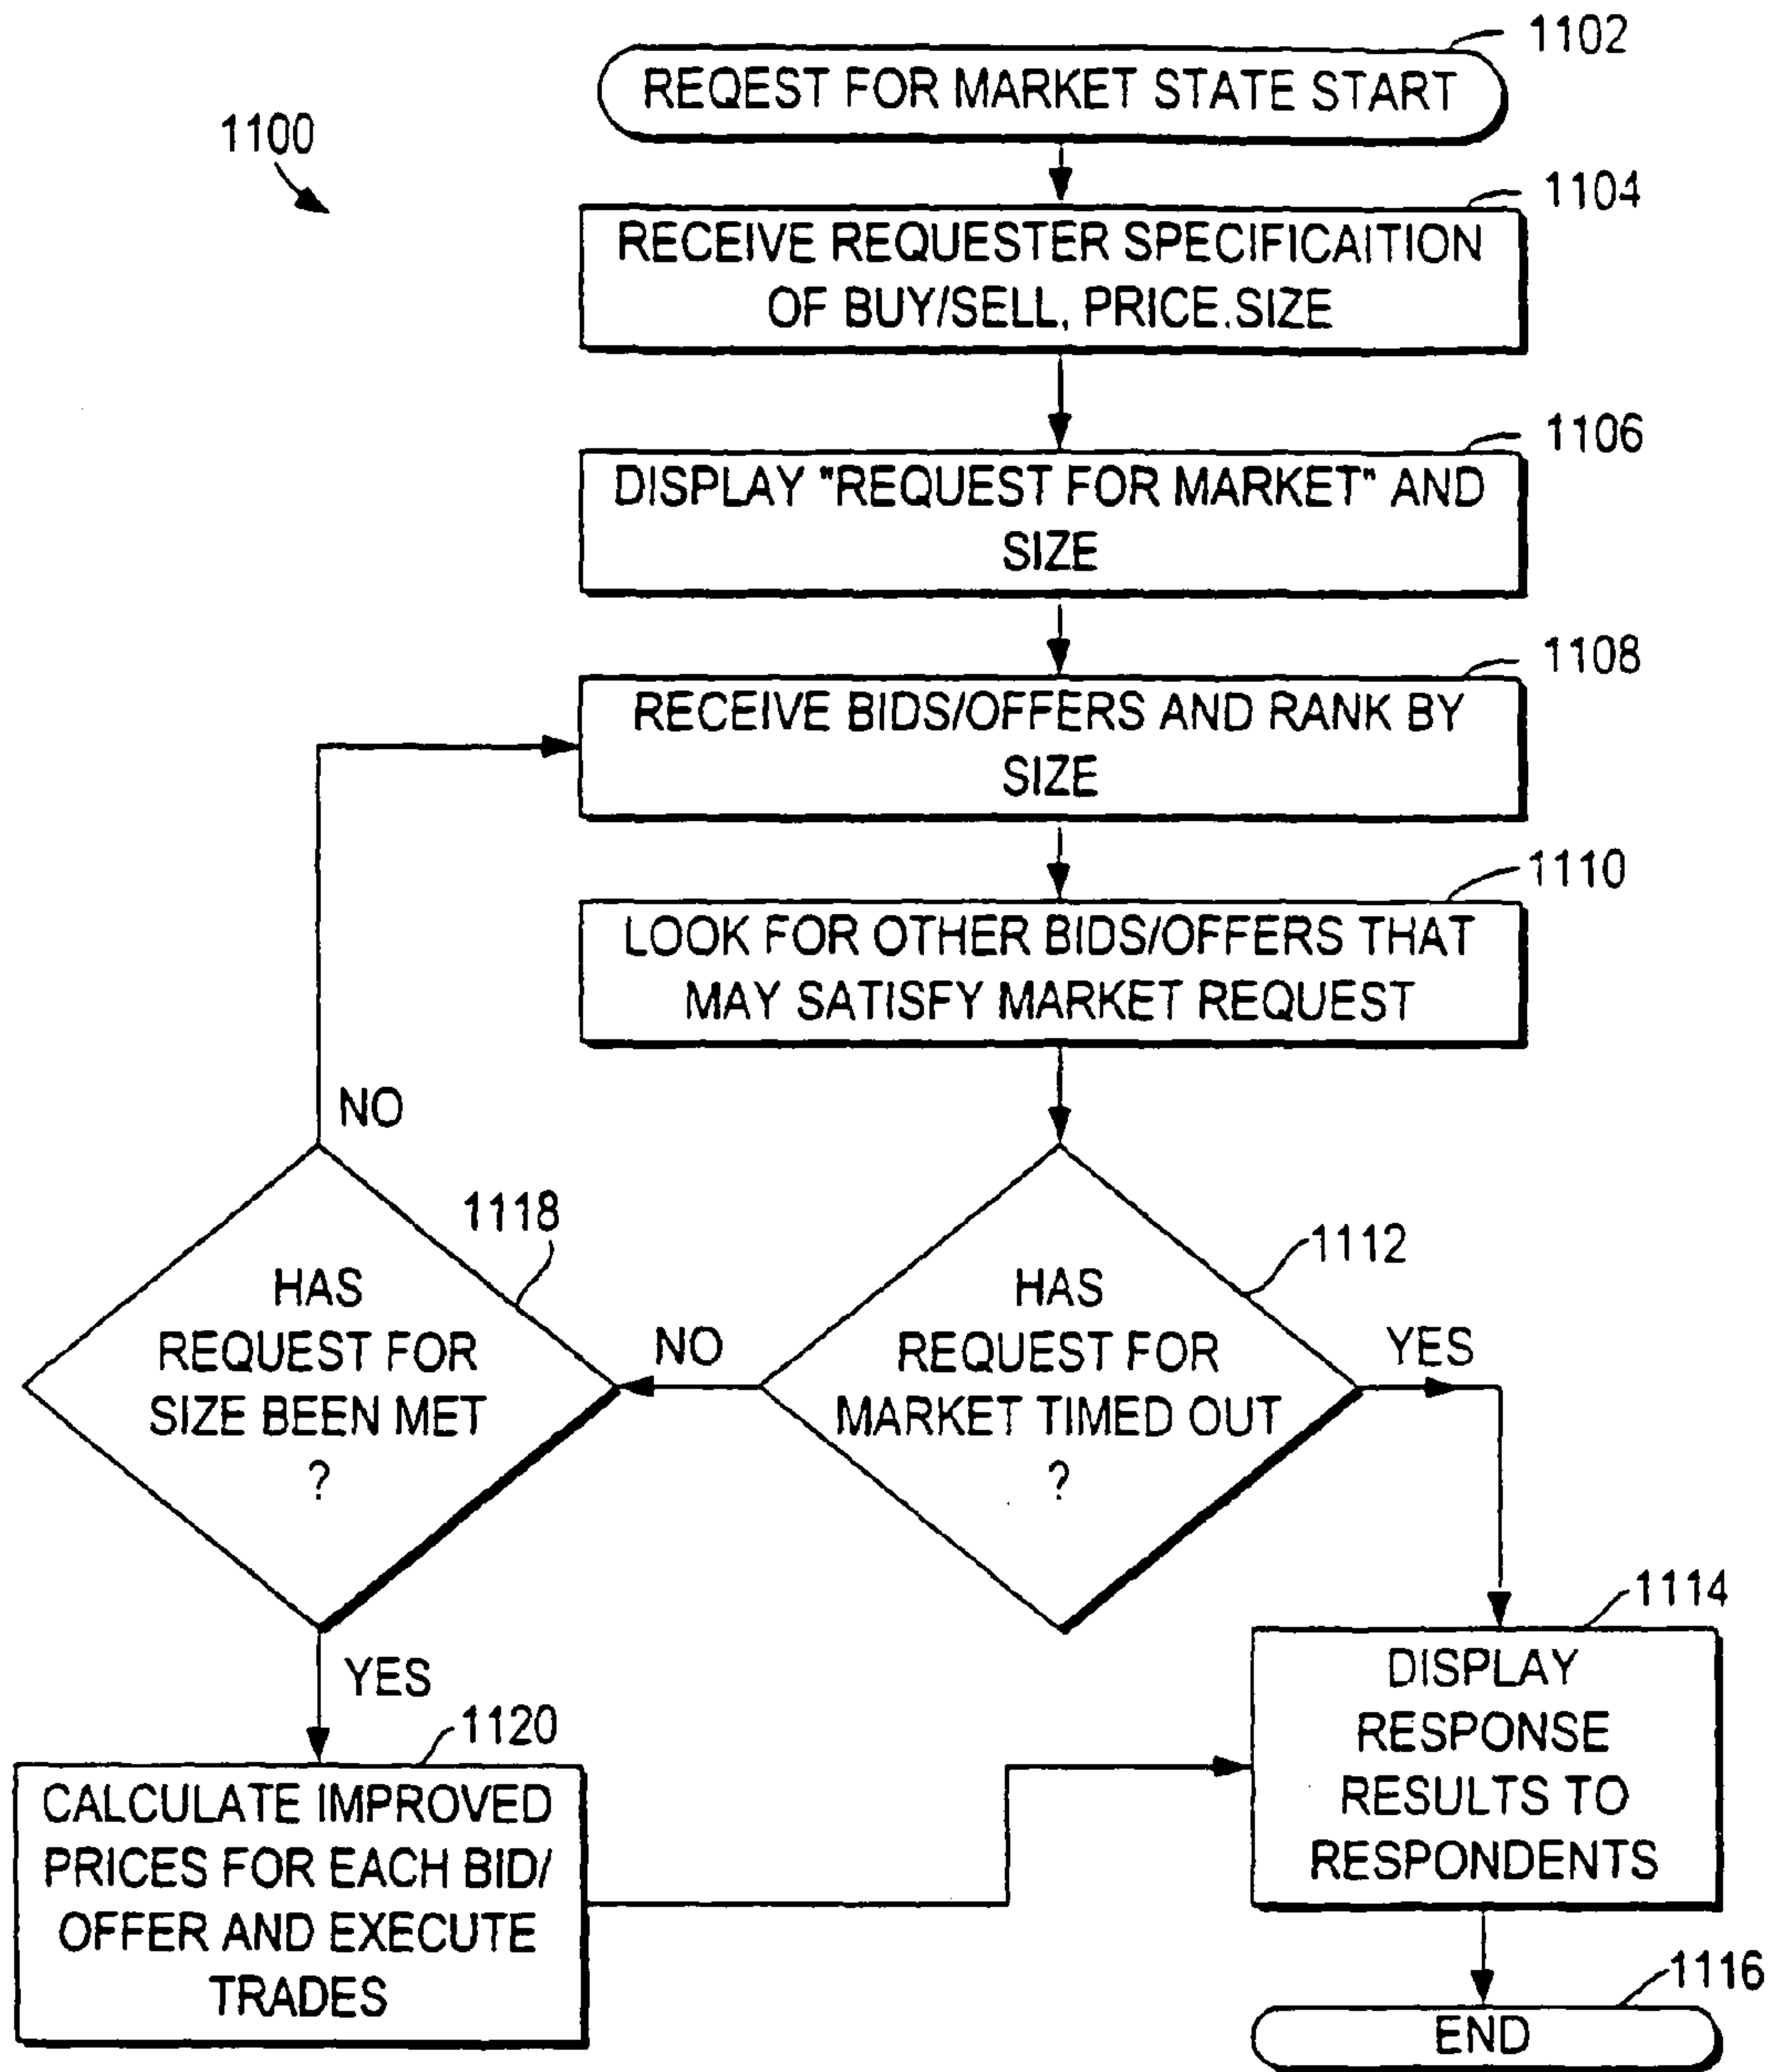 1102
REQEST FOR MARKET STATE START
1100
1104
RECEIVE REQUESTER SPECIFICAITION
OF BUY/SELL, PRICE.SIZE
1106
DISPLAY "REQUEST FOR MARKET" AND
SIZE
1108
RECEIVE BIDS/OFFERS AND RANK BY
SIZE
1110
LOOK FOR OTHER BIDS/OFFERS THAT
MAY SATISFY MARKET REQUEST
NO
1118
HAS
REQUEST FOR
SIZE BEEN MET
?
NO
1112
HAS
REQUEST FOR
MARKET TIMED OUT
?
YES
1114
DISPLAY
RESPONSE
RESULTS TO
RESPONDENTS
YES
1120
CALCULATE IMPROVED
PRICES FOR EACH BID/
OFFER AND EXECUTE
TRADES
1116
END